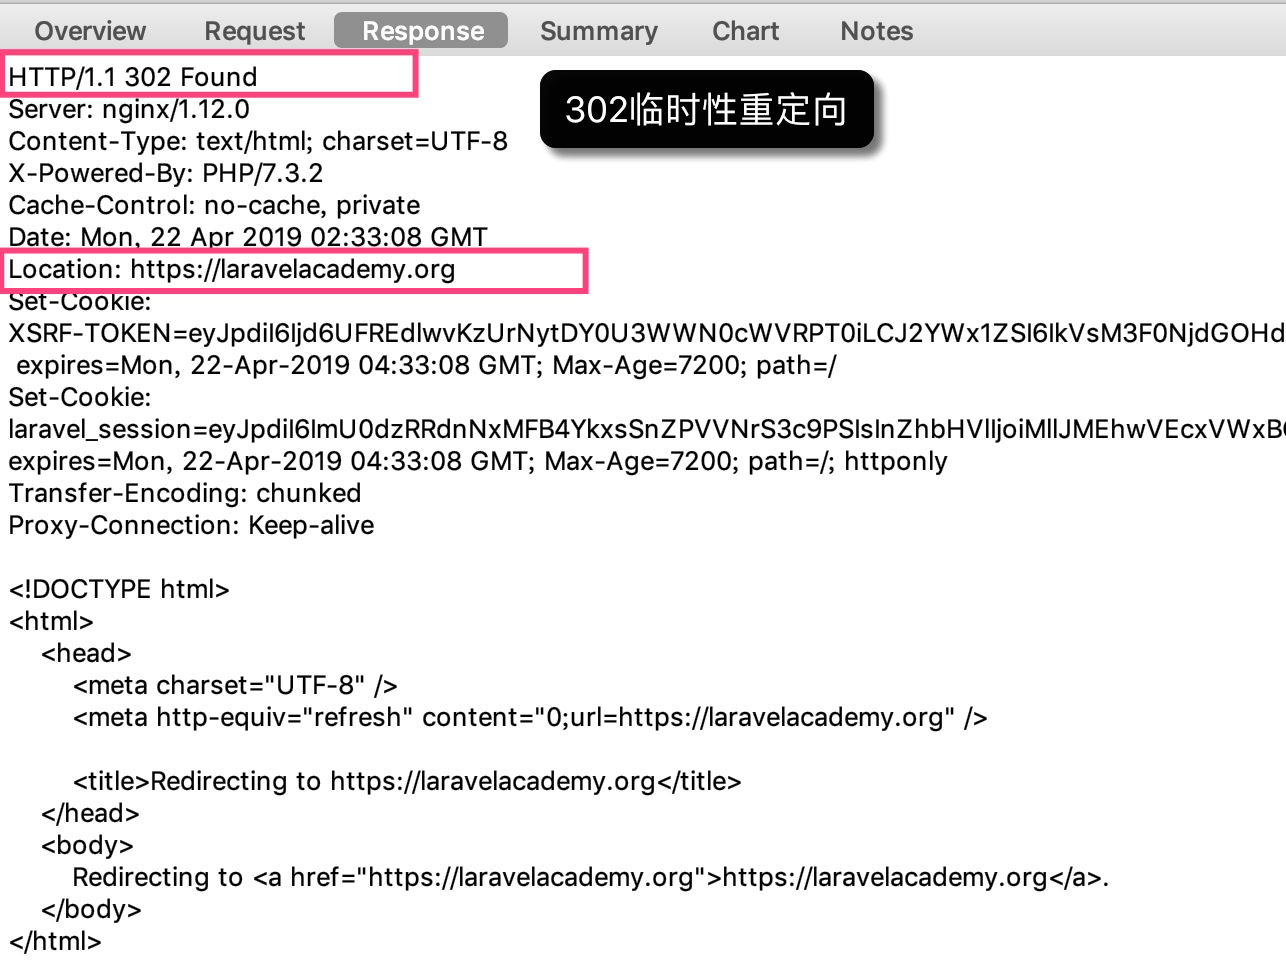 Overview Request Response Summary Chart Notes
HTTP/1.1 302 Found
302临时性重定向
Server: nginx/1.12.0
Content-Type: text/html; charset=UTF-8
X-Powered-By: PHP/7.3.2
Cache-Control: no-cache, private
Date: Mon, 22 Apr 2019 02:33:08 GMT
Location: https://laravelacademy.org
Set-Cookie:
XSRF-TOKEN=eyJpdiI6Ijd6UFREdlwvKzUrNytDY0U3WWN0cWVRPT0iLCJ2YWx1ZSI6IkVsM3F0NjdGOHd
expires=Mon, 22-Apr-2019 04:33:08 GMT; Max-Age=7200; path=/
Set-Cookie:
laravel_session=eyJpdiI6ImU0dzRRdnNxMFB4YkxsSnZPVVNrS3c9PSIsInZhbHVlIjoiMllJMEhwVEcxVWxB
expires=Mon, 22-Apr-2019 04:33:08 GMT; Max-Age=7200; path=/; httponly
Transfer-Encoding: chunked
Proxy-Connection: Keep-alive
<!DOCTYPE html>
<html>
<head>
<meta charset="UTF-8" />
<meta http-equiv="refresh" content="0;url=https://laravelacademy.org" />
<title>Redirecting to https://laravelacademy.org</title>
</head>
<body>
Redirecting to <a href="https://laravelacademy.org">https://laravelacademy.org</a>.
</body>
</html>